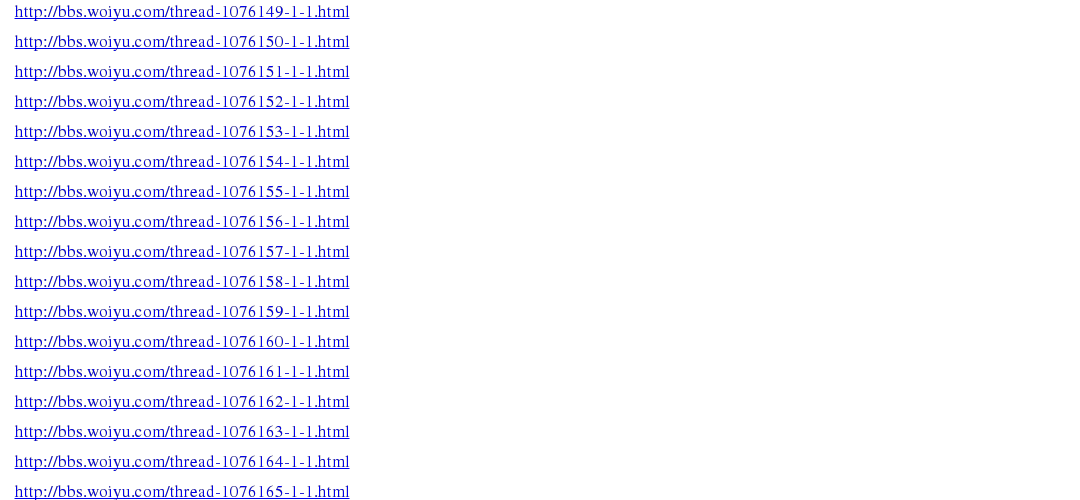 http://bbs.woiyu.com/thread-1076149-1-1.html
http://bbs.woiyu.com/thread-1076150-1-1.html
http://bbs.woiyu.com/thread-1076151-1-1.html
http://bbs.woiyu.com/thread-1076152-1-1.html
http://bbs.woiyu.com/thread-1076153-1-1.html
http://bbs.woiyu.com/thread-1076154-1-1.html
http://bbs.woiyu.com/thread-1076155-1-1.html
http://bbs.woiyu.com/thread-1076156-1-1.html
http://bbs.woiyu.com/thread-1076157-1-1.html
http://bbs.woiyu.com/thread-1076158-1-1.html
http://bbs.woiyu.com/thread-1076159-1-1.html
http://bbs.woiyu.com/thread-1076160-1-1.html
http://bbs.woiyu.com/thread-1076161-1-1.html
http://bbs.woiyu.com/thread-1076162-1-1.html
http://bbs.woiyu.com/thread-1076163-1-1.html
http://bbs.woiyu.com/thread-1076164-1-1.html
http://bbs.woiyu.com/thread-1076165-1-1.html